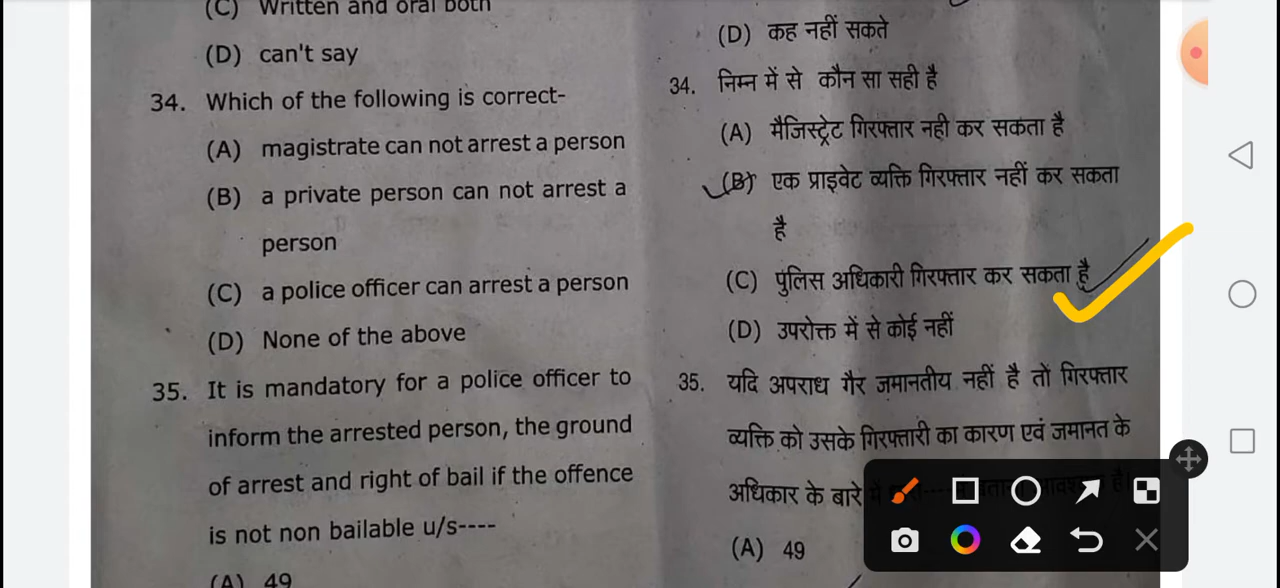 (C) Written and oral both
(D) can't say
34. Which of the following is correct-
(A) magistrate can not arrest a person
(B) a private person can not arrest a
person
(C) a police officer can arrest a person
(D) None of the above
35. It is mandatory for a police officer to
inform the arrested person, the ground
of arrest and right of bail if the offence
is not non bailable u/s----
(A) 49
(D) कह नहीं सकते
34. निम्न में से कौन सा सही है
(A) मैजिस्ट्रेट गिरफ्तार नही कर सकता है
(B) एक प्राइवेट व्यक्ति गिरफ्तार नहीं कर सकता
है
(C) पुलिस अधिकारी गिरफ्तार कर सकता है
(D) उपरोक्त में से कोई नहीं
35. यदि अपराध गैर जमानतीय नहीं है तो गिरफ्तार
व्यक्ति को उसके गिरफ्तारी का कारण एवं जमानत के
अधिकार के बारे
(A) 49